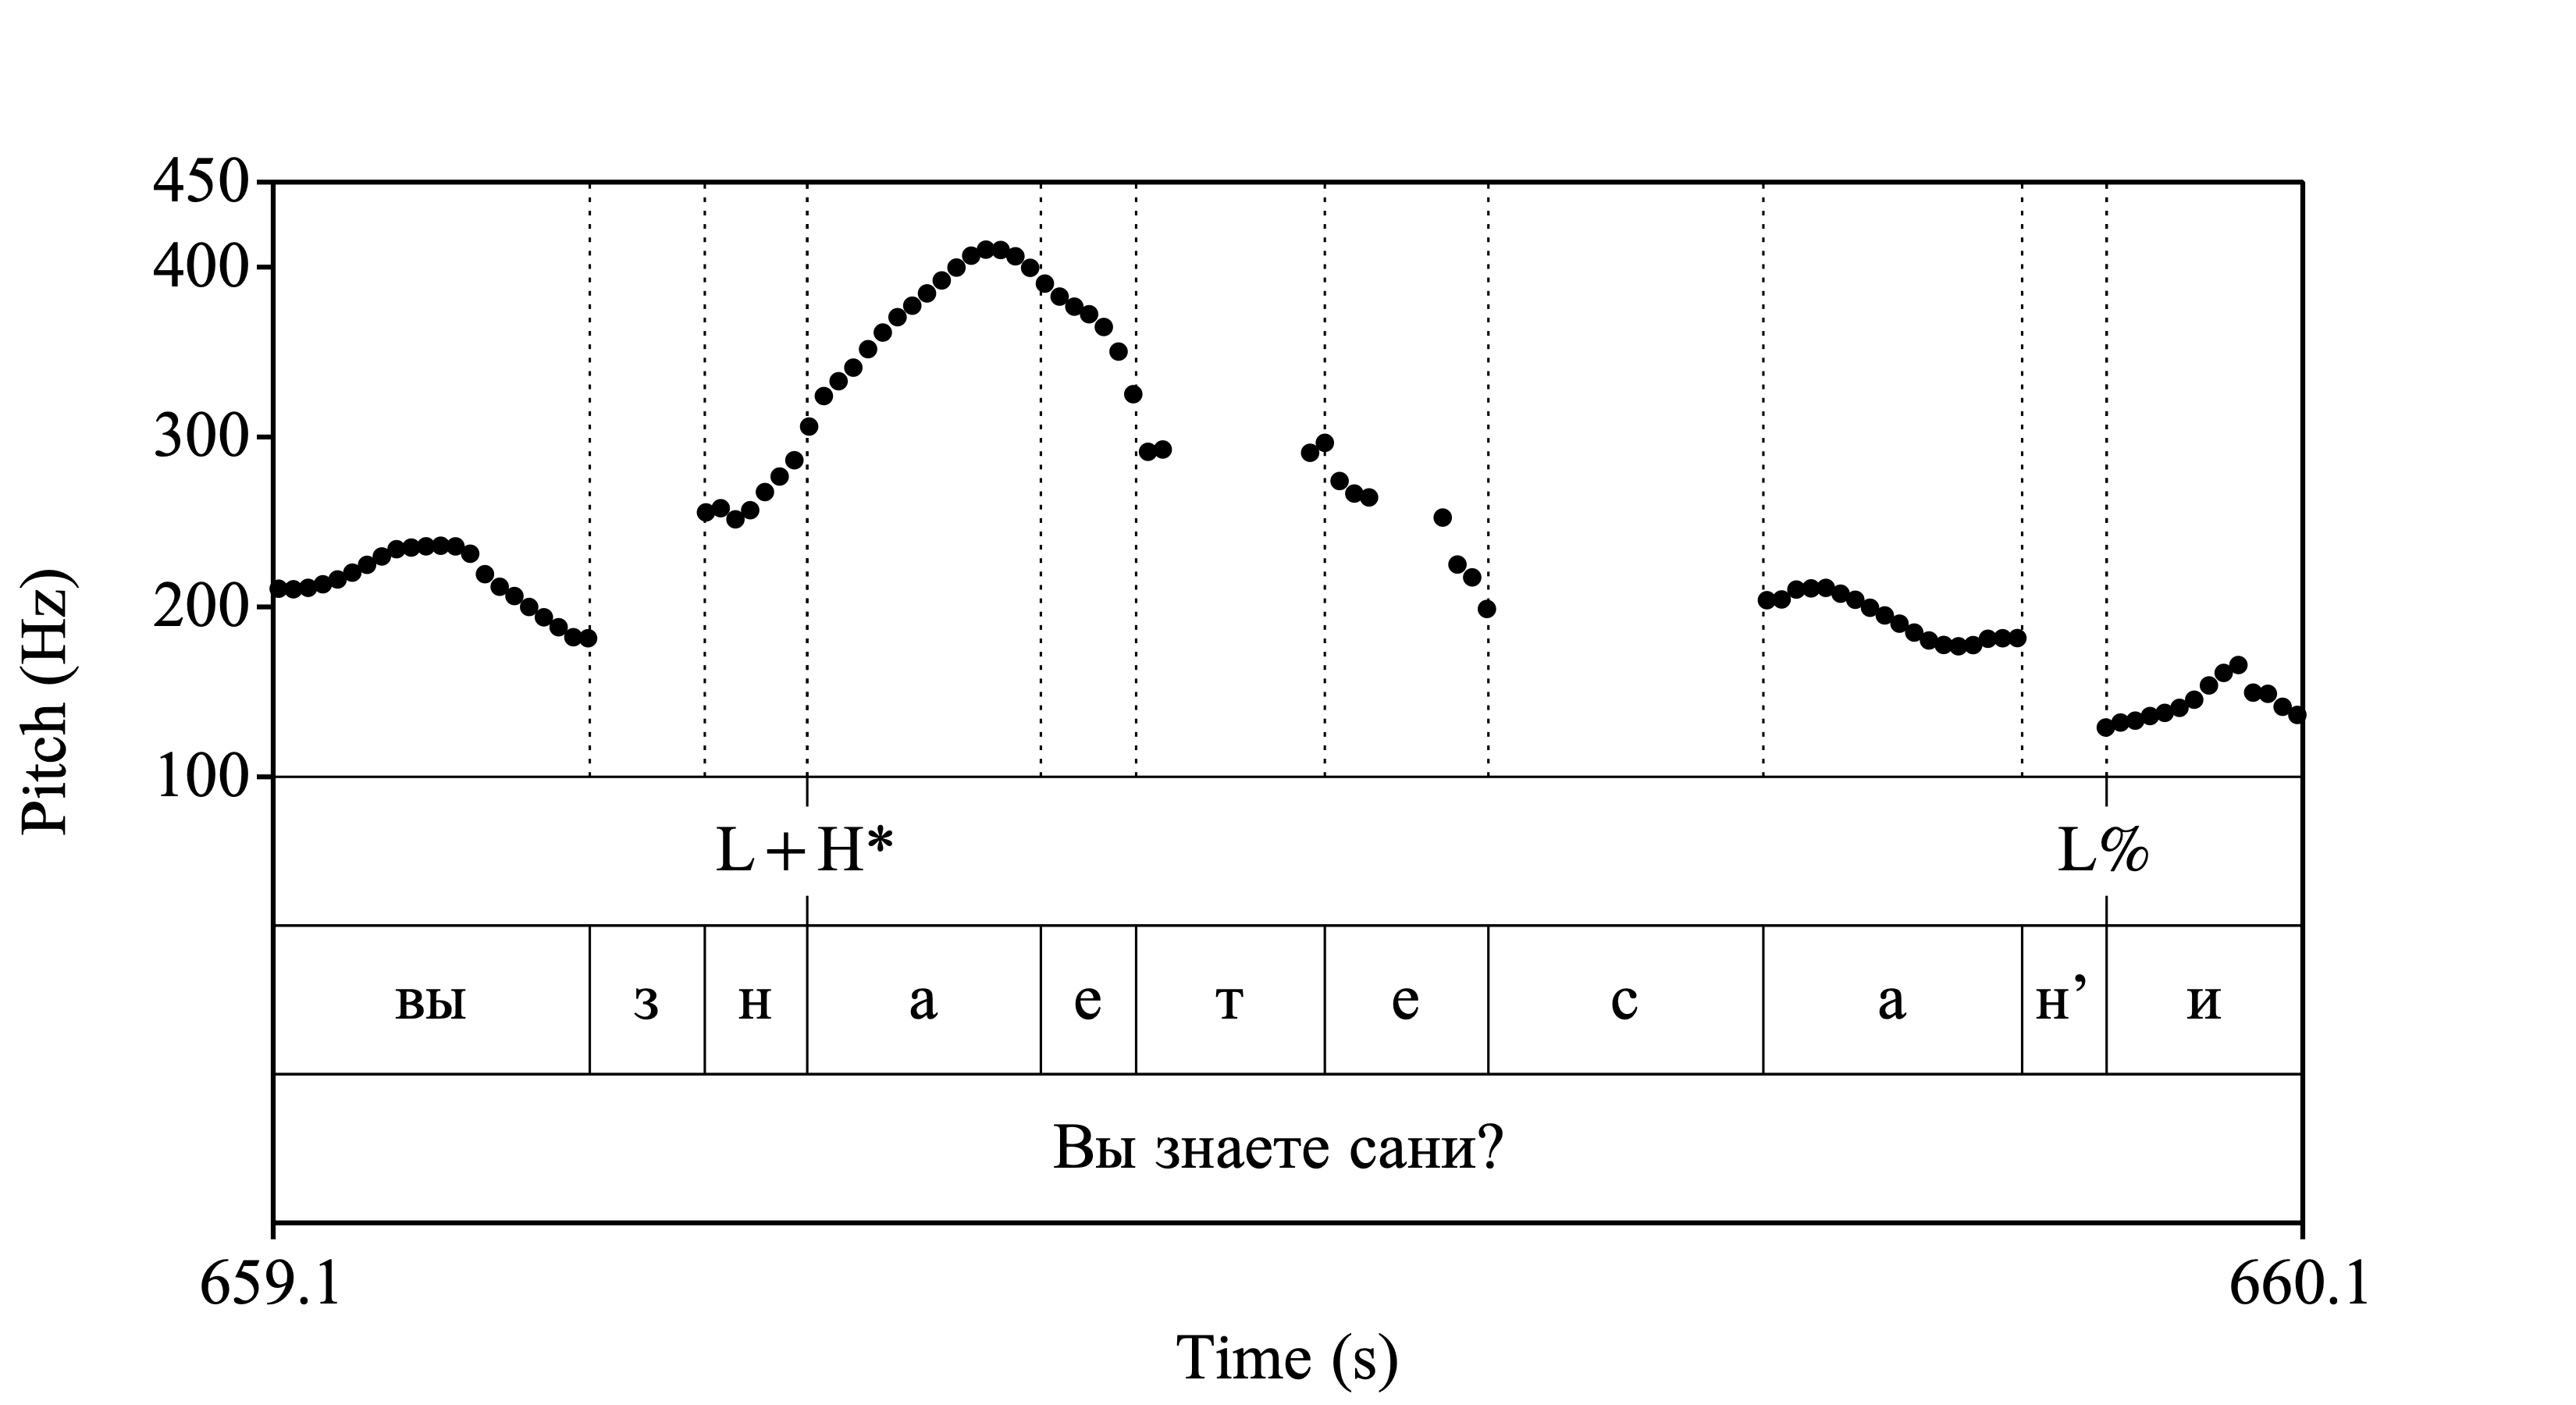 450
400
300
200
100
Pitch (Hz)
L+H* L%
вы з н а е т е с а н’ и
Вы знаете сани?
659.1 660.1
Time (s)